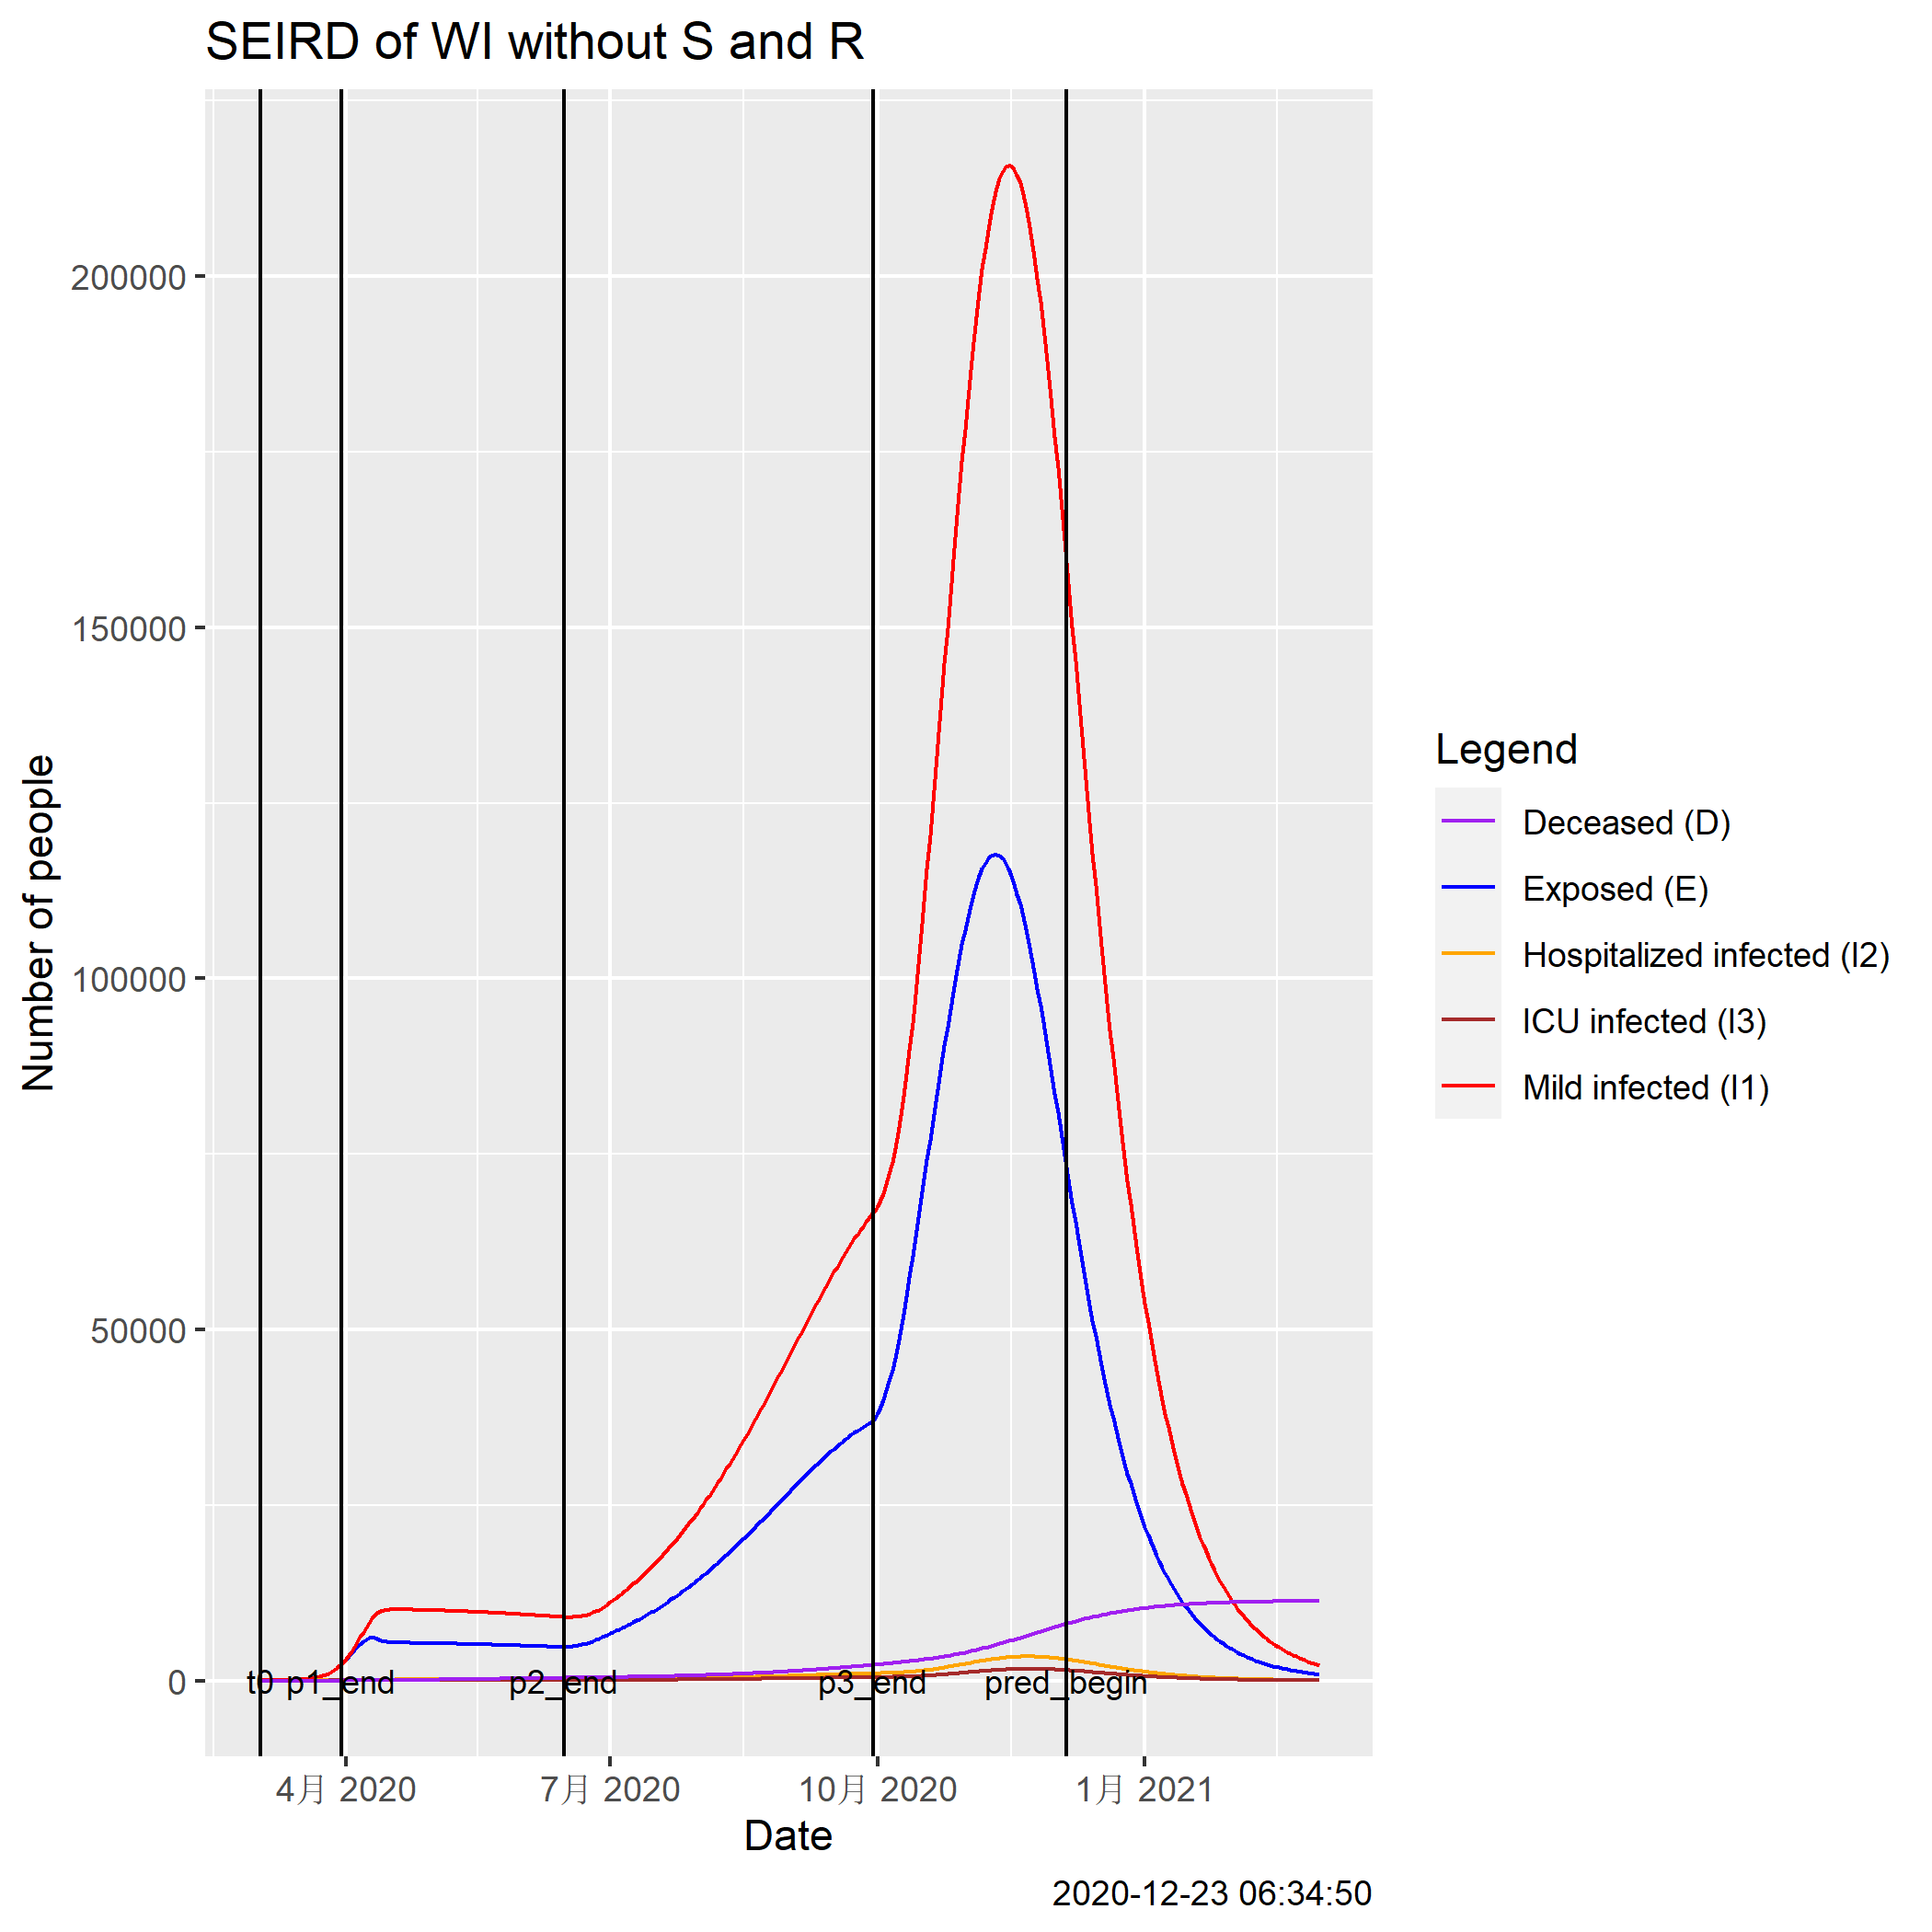 SEIRD of WI without S and R
Number of people
200000
150000
100000
50000
0
t0 p1_end p2_end p3_end pred_begin
4月 2020 7月 2020 10月 2020 1月 2021
Date
Legend
Deceased (D)
Exposed (E)
Hospitalized infected (I2)
ICU infected (I3)
Mild infected (I1)
2020-12-23 06:34:50